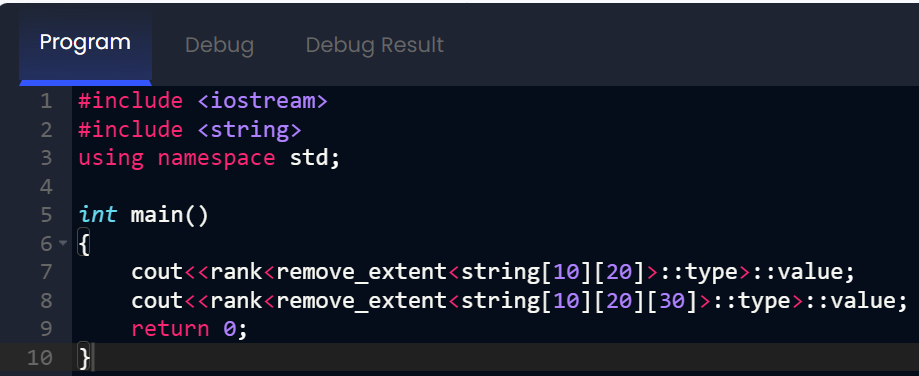 Program Debug Debug Result
1 #include <iostream>
2 #include <string>
3 using namespace std;
4
5 int main()
6 {
7     cout<<rank<remove_extent<string[10][20]>::type>::value;
8     cout<<rank<remove_extent<string[10][20][30]>::type>::value;
9     return 0;
10 }